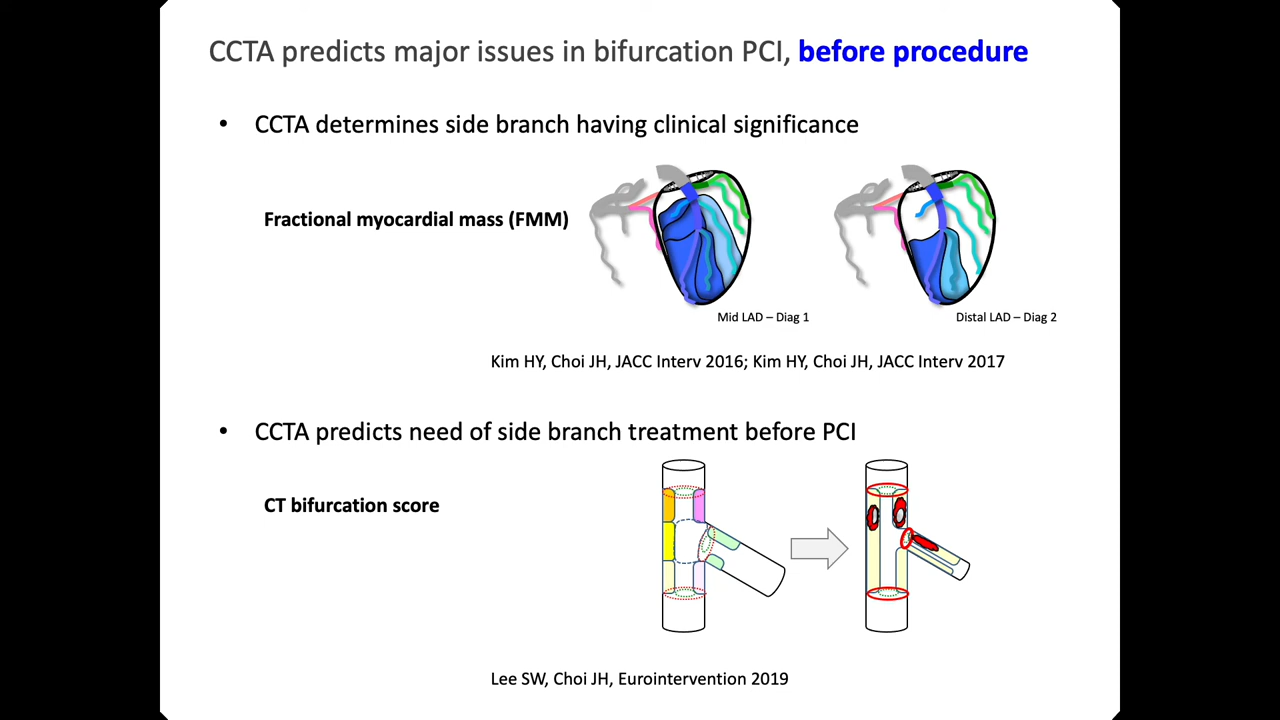 CCTA predicts major issues in bifurcation PCI, before procedure
• CCTA determines side branch having clinical significance
Fractional myocardial mass (FMM)
Mid LAD – Diag 1
Distal LAD – Diag 2
Kim HY, Choi JH, JACC Interv 2016; Kim HY, Choi JH, JACC Interv 2017
• CCTA predicts need of side branch treatment before PCI
CT bifurcation score
Lee SW, Choi JH, Eurointervention 2019